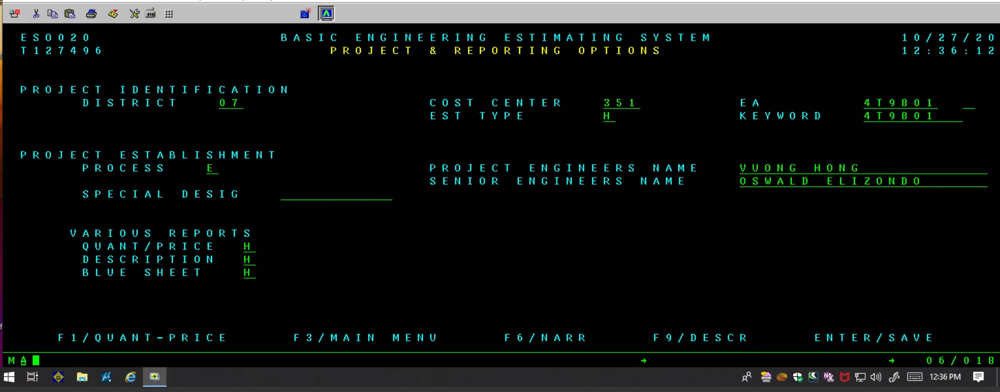 ES0020 BASIC ENGINEERING ESTIMATING SYSTEM 10/27/20
T127496 PROJECT & REPORTING OPTIONS 12:36:12
PROJECT IDENTIFICATION
DISTRICT 07 COST CENTER 351 EA 4T9801
EST TYPE H KEYWORD 4T9801
PROJECT ESTABLISHMENT
PROCESS E PROJECT ENGINEERS NAME VUONG HONG
SENIOR ENGINEERS NAME OSWALD ELIZONDO
SPECIAL DESIG
VARIOUS REPORTS
QUANT/PRICE H
DESCRIPTION H
BLUE SHEET H
F1/QUANT-PRICE F3/MAIN MENU F6/NARR F9/DESCR ENTER/SAVE
MA 06/018
12:36 PM